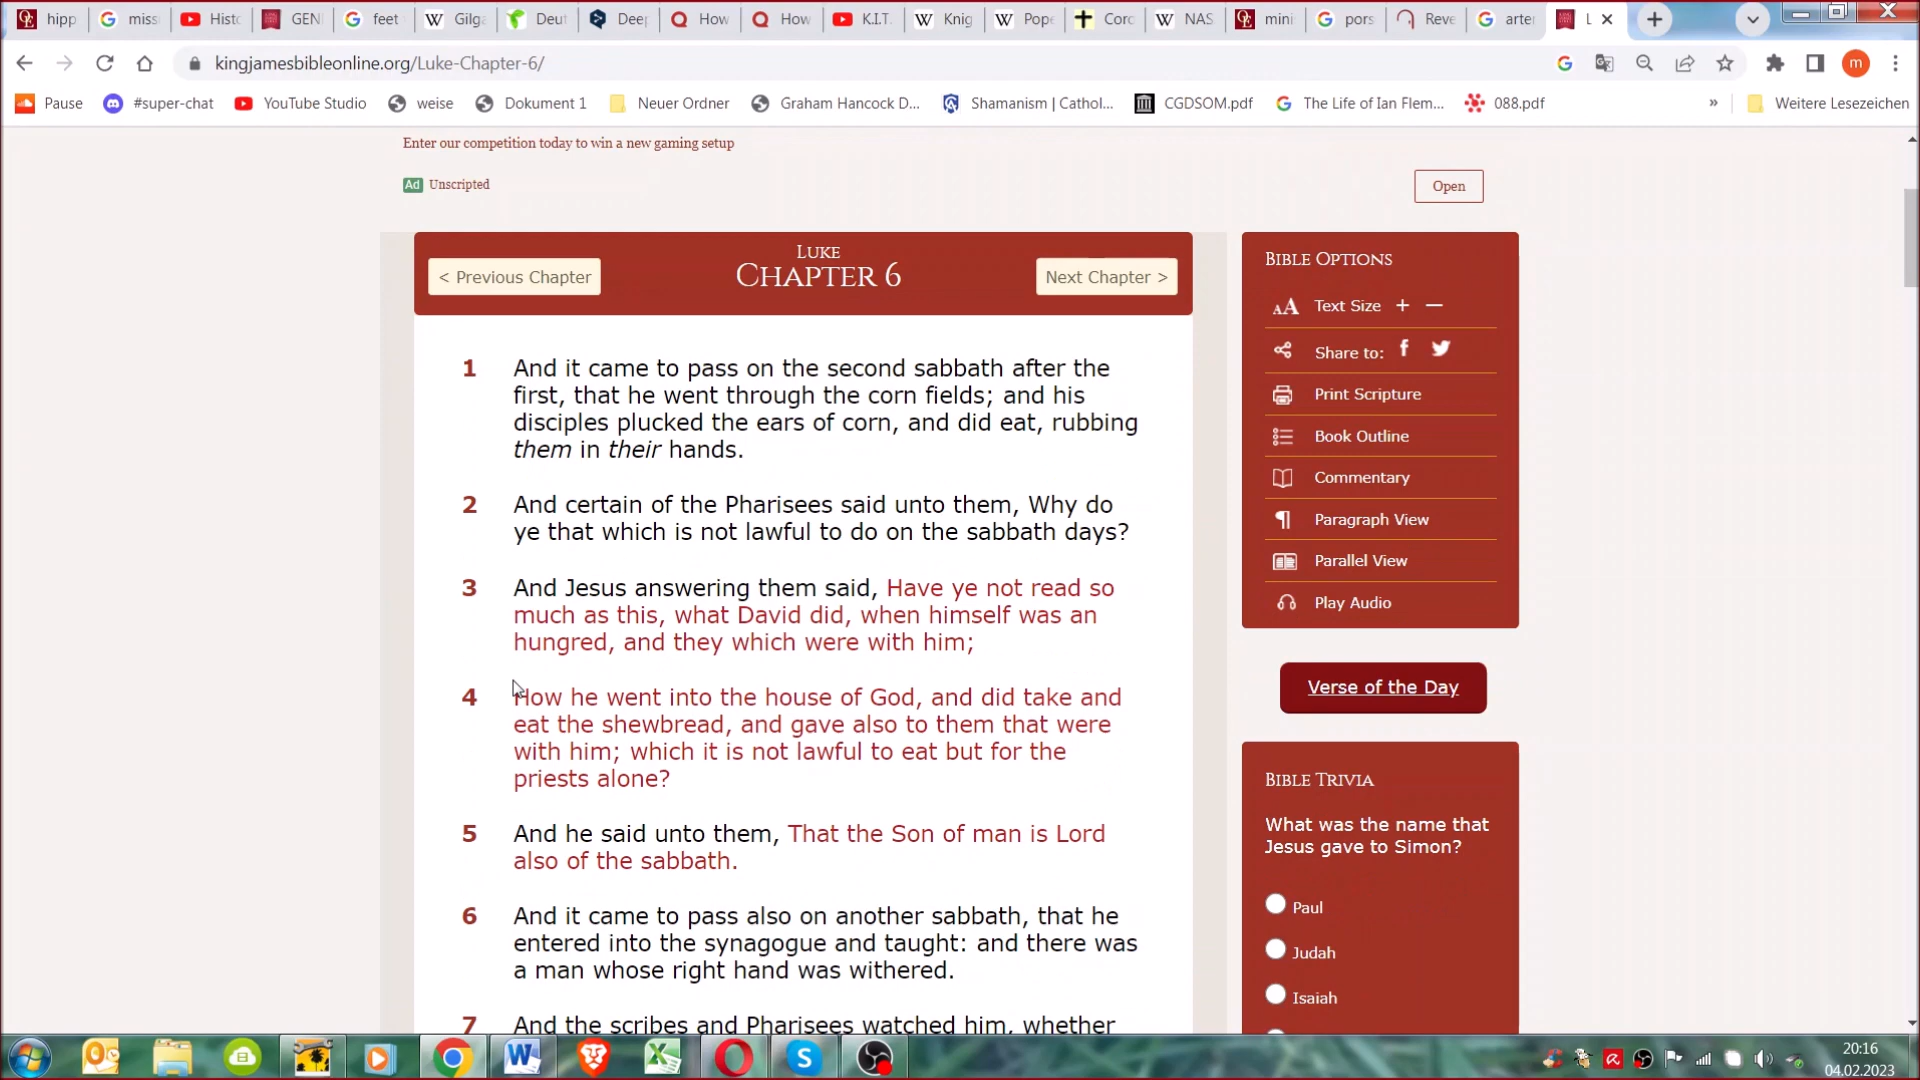 hipp
miss
Histo
GENI
feet
Gilga
Deut
Deep
How
How
K.I.T.
Knig
Pope
Corc
NAS
mini
pors
Reve
arter
L
kingjamesbibleonline.org/Luke-Chapter-6/
m
Pause
#super-chat
YouTube Studio
weise
Dokument 1
Neuer Ordner
Graham Hancock D...
Shamanism | Cathol...
CGDSOM.pdf
The Life of Ian Flem...
088.pdf
»
Weitere Lesezeichen
Enter our competition today to win a new gaming setup
Ad Unscripted
Open
< Previous Chapter
LUKE
CHAPTER 6
Next Chapter >
1 And it came to pass on the second sabbath after the
first, that he went through the corn fields; and his
disciples plucked the ears of corn, and did eat, rubbing
them in their hands.
2 And certain of the Pharisees said unto them, Why do
ye that which is not lawful to do on the sabbath days?
3 And Jesus answering them said, Have ye not read so
much as this, what David did, when himself was an
hungred, and they which were with him;
4 How he went into the house of God, and did take and
eat the shewbread, and gave also to them that were
with him; which it is not lawful to eat but for the
priests alone?
5 And he said unto them, That the Son of man is Lord
also of the sabbath.
6 And it came to pass also on another sabbath, that he
entered into the synagogue and taught: and there was
a man whose right hand was withered.
7 And the scribes and Pharisees watched him, whether
BIBLE OPTIONS
AA Text Size + —
Share to:
Print Scripture
Book Outline
Commentary
¶ Paragraph View
Parallel View
Play Audio
Verse of the Day
BIBLE TRIVIA
What was the name that
Jesus gave to Simon?
Paul
Judah
Isaiah
20:16
04.02.2023